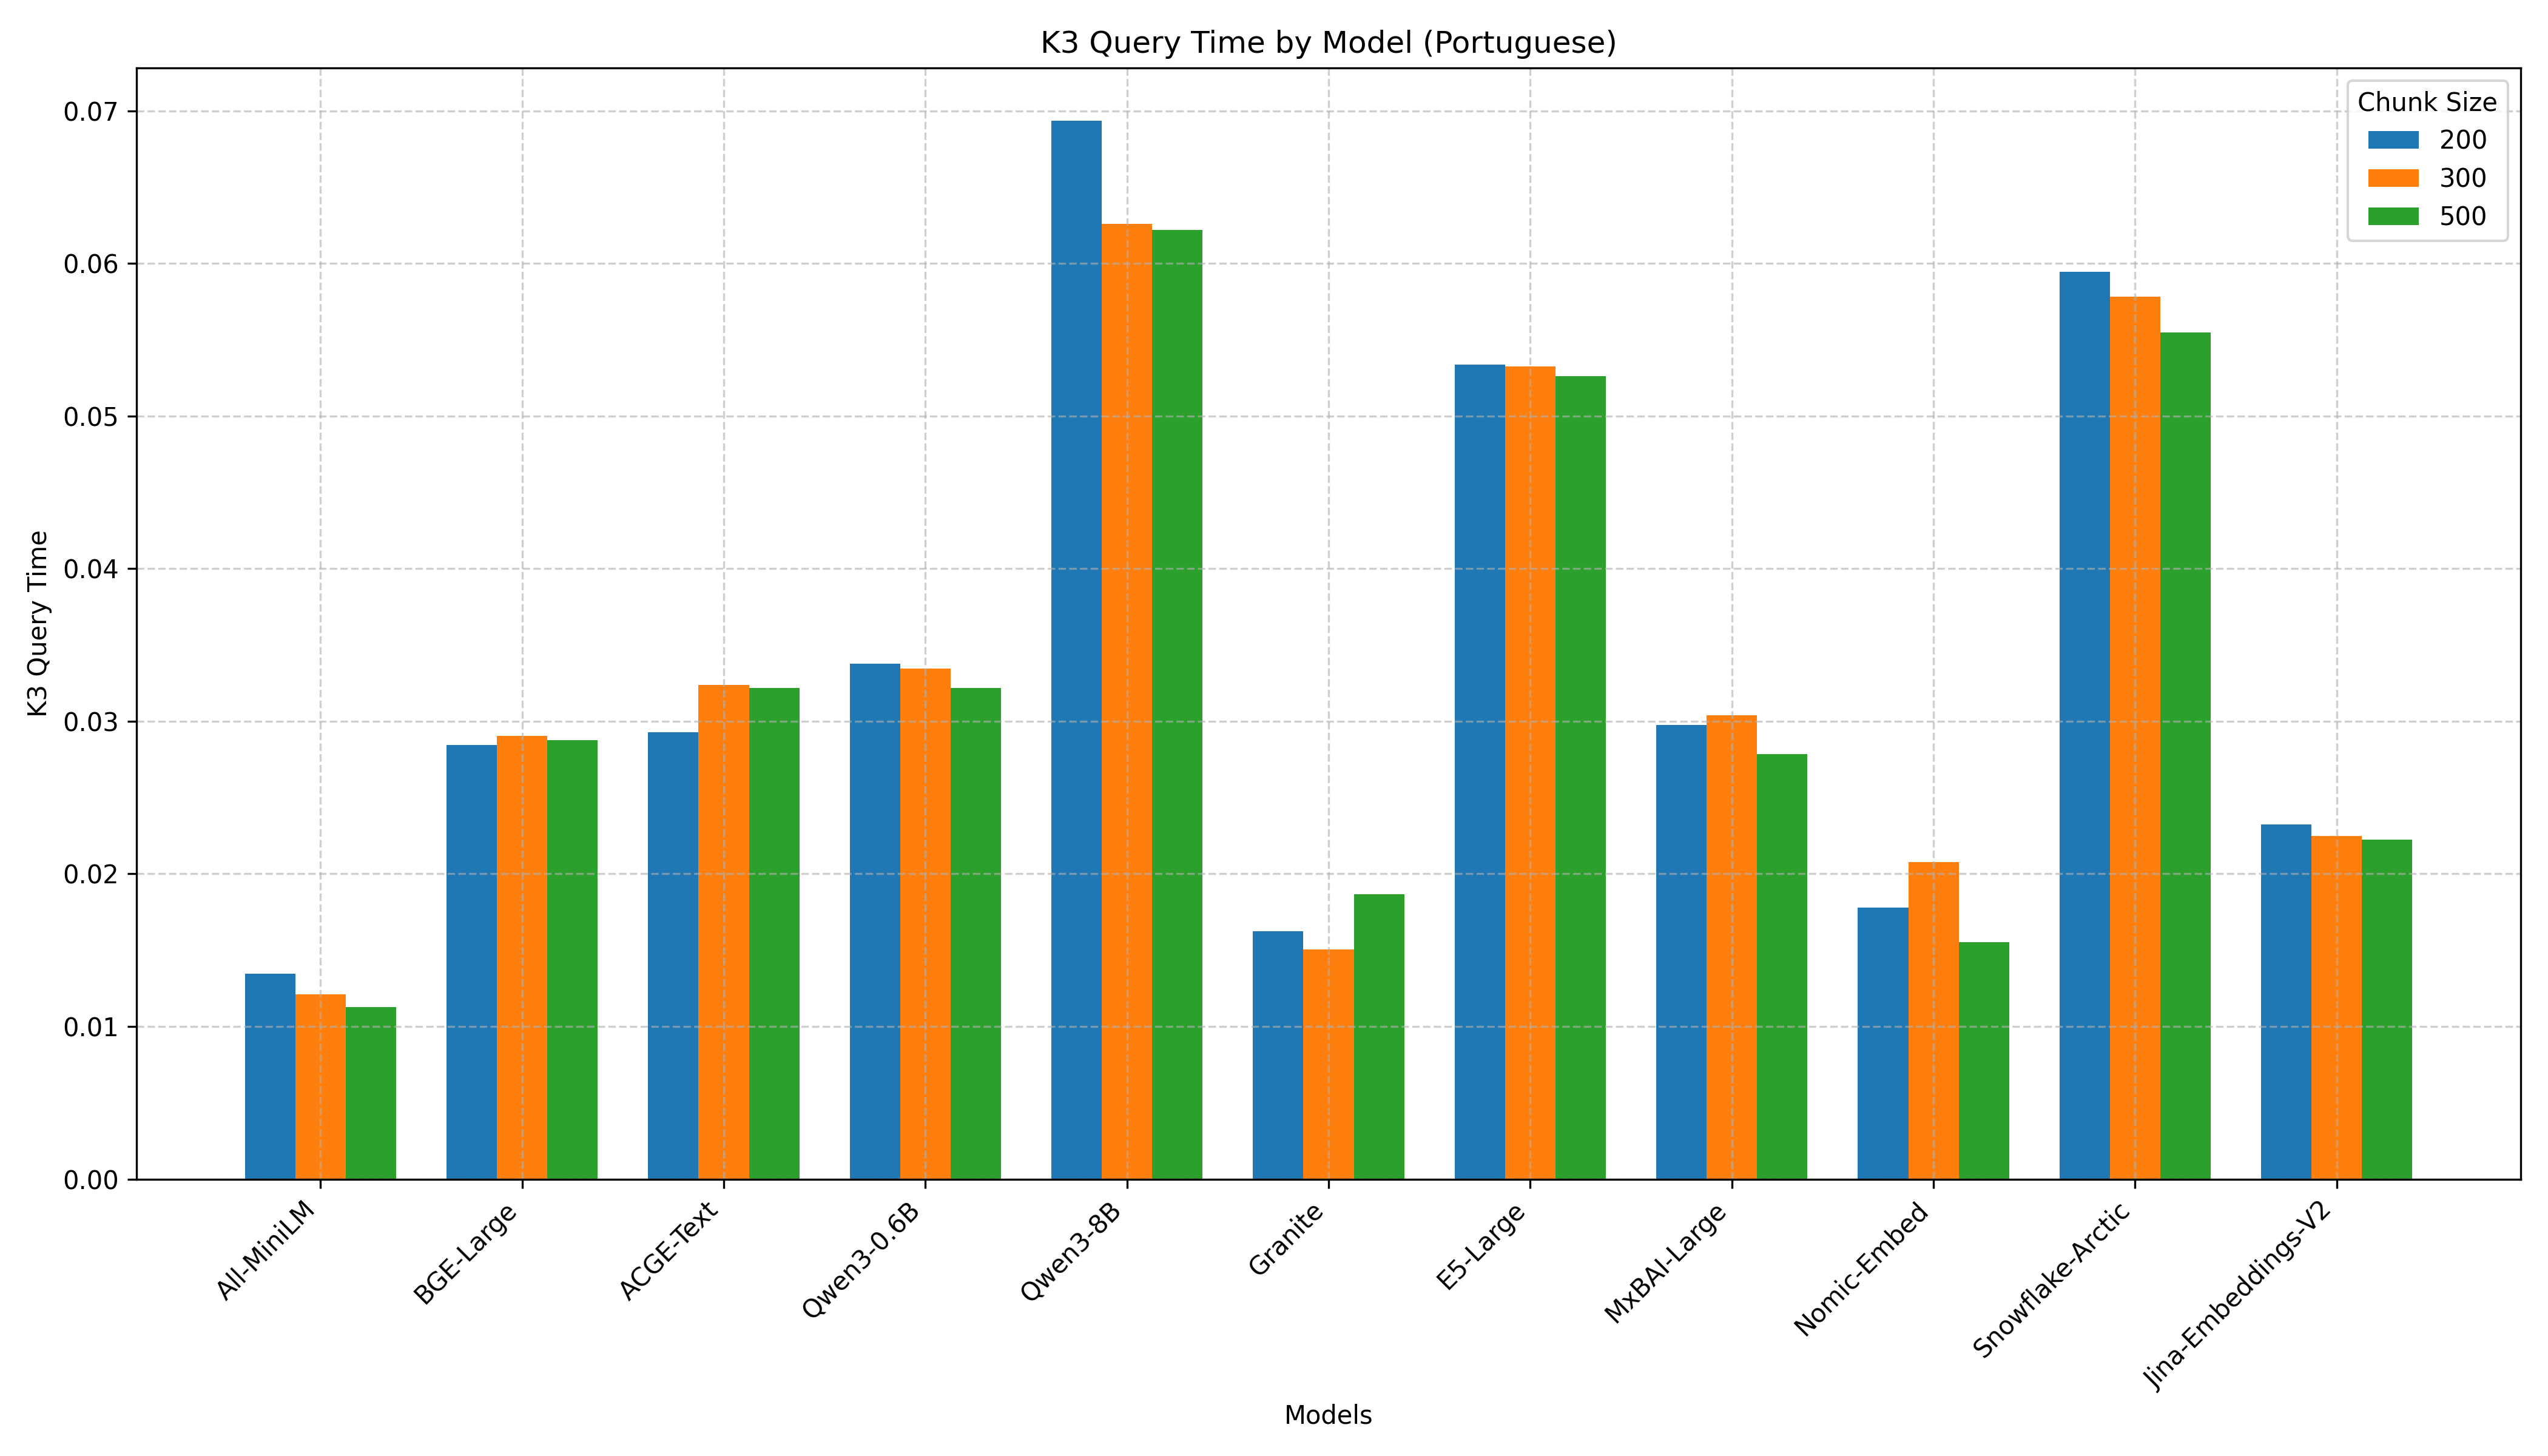 K3 Query Time by Model (Portuguese)
Chunk Size
200
300
500
K3 Query Time
0.07
0.06
0.05
0.04
0.03
0.02
0.01
0.00
All-MiniLM
BGE-Large
ACGE-Text
Qwen3-0.6B
Qwen3-8B
Granite
E5-Large
MxBAI-Large
Nomic-Embed
Snowflake-Arctic
Jina-Embeddings-V2
Models